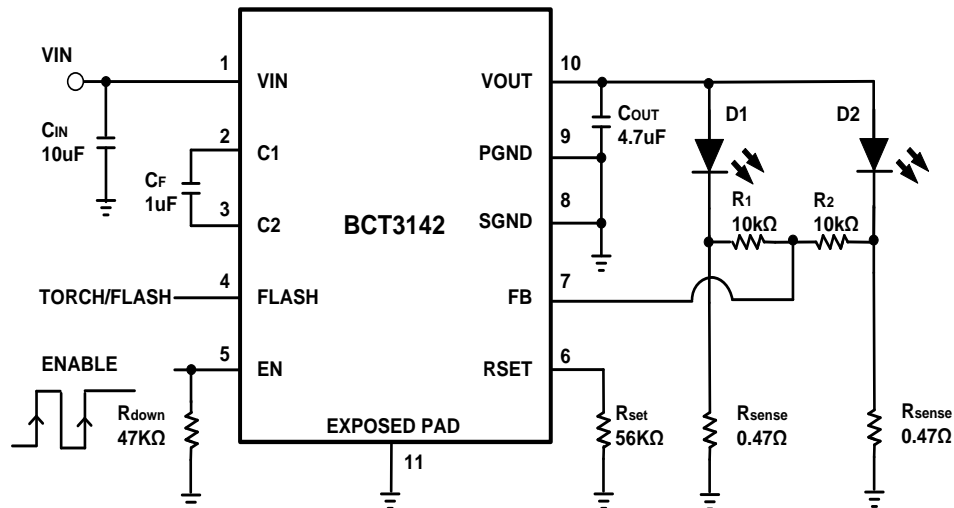 VIN
CIN
10uF
1
VIN
2
C1
CF
1uF
3
C2
TORCH/FLASH
4
FLASH
ENABLE
5
EN
Rdown
47KΩ
BCT3142
EXPOSED PAD
11
10
VOUT
COUT
4.7uF
9
PGND
8
SGND
7
FB
6
RSET
Rset
56KΩ
D1
D2
R1
10kΩ
R2
10kΩ
Rsense
0.47Ω
Rsense
0.47Ω